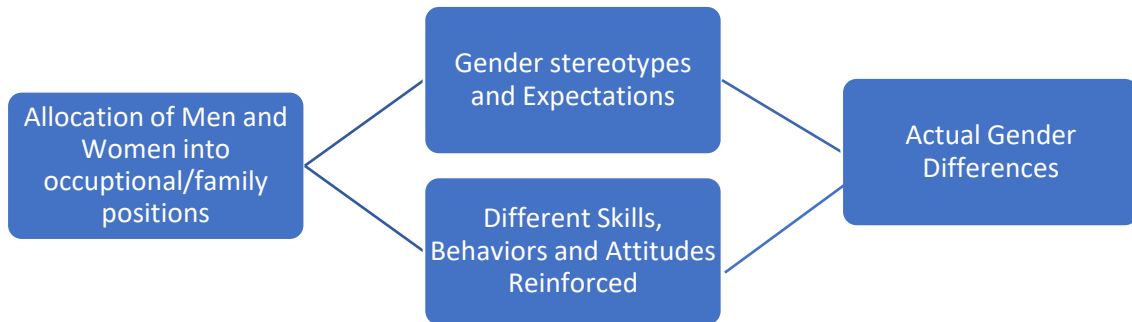 Allocation of Men and
Women into
occuptional/family
positions
Gender stereotypes
and Expectations
Different Skills,
Behaviors and Attitudes
Reinforced
Actual Gender
Differences